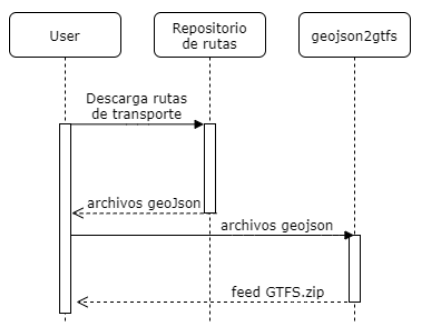 User
Repositorio
de rutas
geojson2gtfs
Descarga rutas
de transporte
archivos geoJson
archivos geojson
feed GTFS.zip